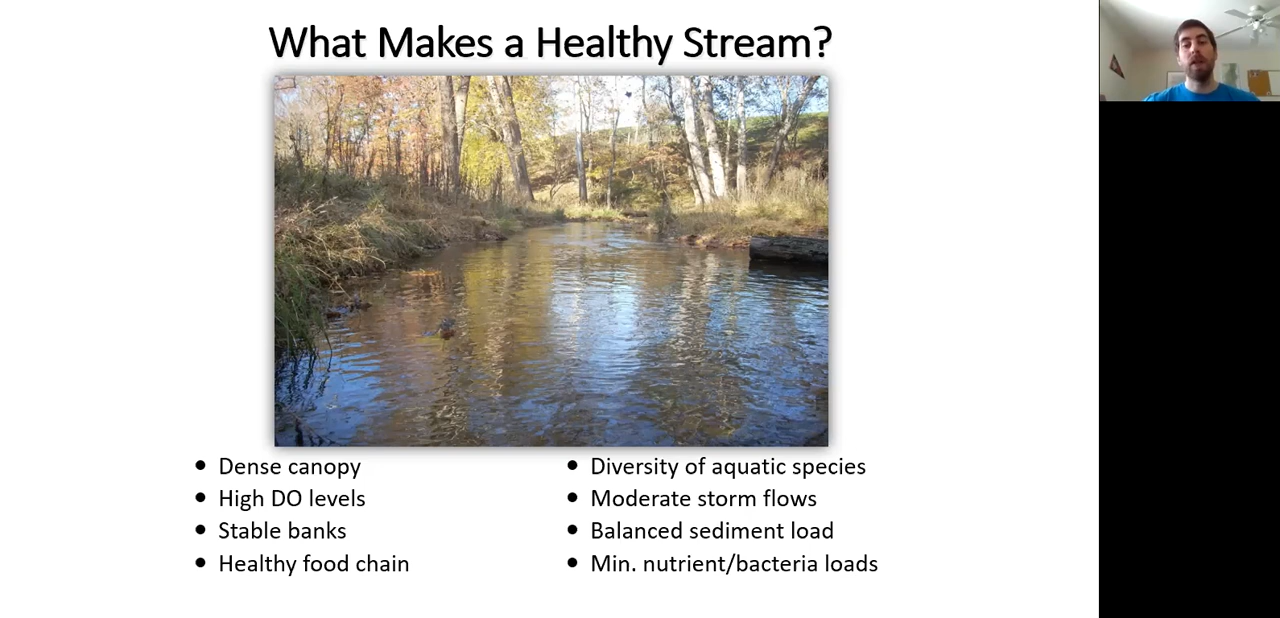 What Makes a Healthy Stream?
• Dense canopy
• High DO levels
• Stable banks
• Healthy food chain
• Diversity of aquatic species
• Moderate storm flows
• Balanced sediment load
• Min. nutrient/bacteria loads